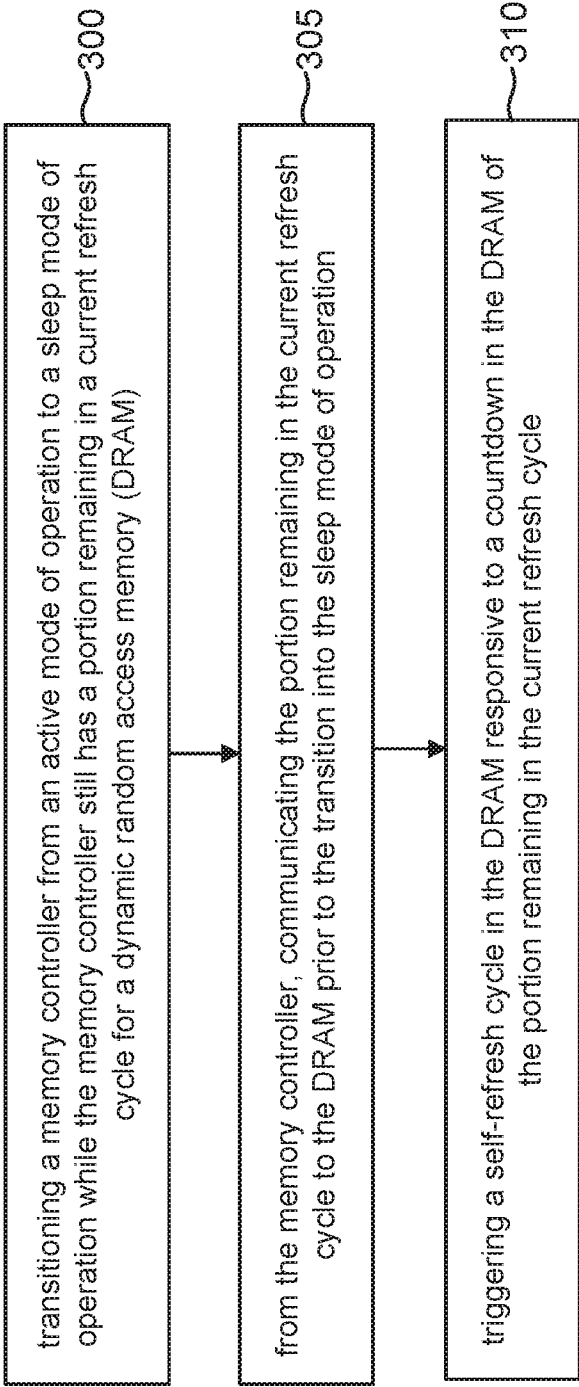 transitioning a memory controller from an active mode of operation to a sleep mode of
operation while the memory controller still has a portion remaining in a current refresh
cycle for a dynamic random access memory (DRAM)
300
from the memory controller, communicating the portion remaining in the current refresh
cycle to the DRAM prior to the transition into the sleep mode of operation
305
triggering a self-refresh cycle in the DRAM responsive to a countdown in the DRAM of
the portion remaining in the current refresh cycle
310